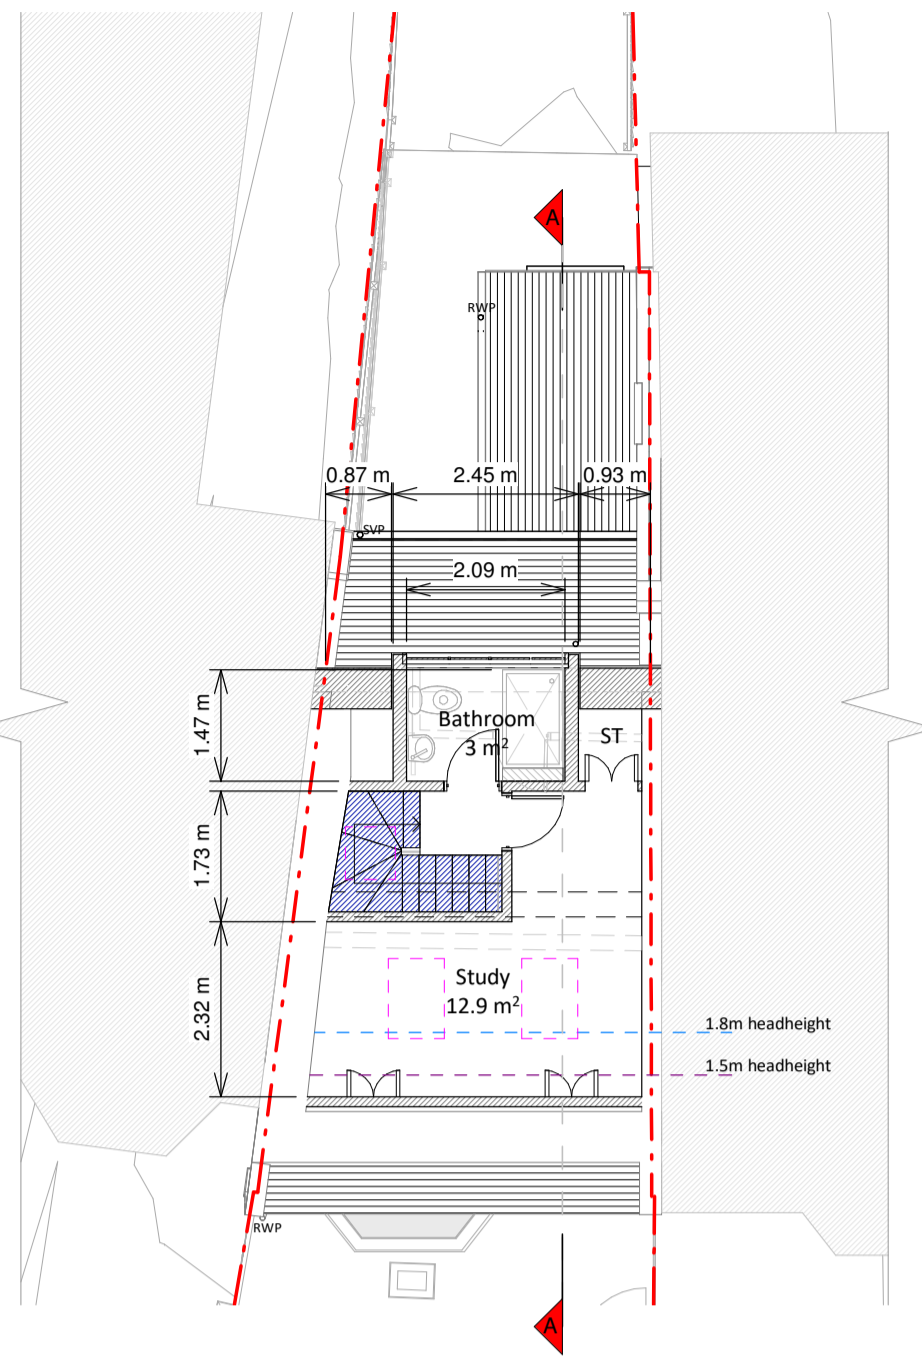 A
RWP
0.87 m
2.45 m
0.93 m
SVP
2.09 m
1.47 m
Bathroom
3 m²
ST
1.73 m
2.32 m
Study
12.9 m²
1.8m headheight
1.5m headheight
RWP
A